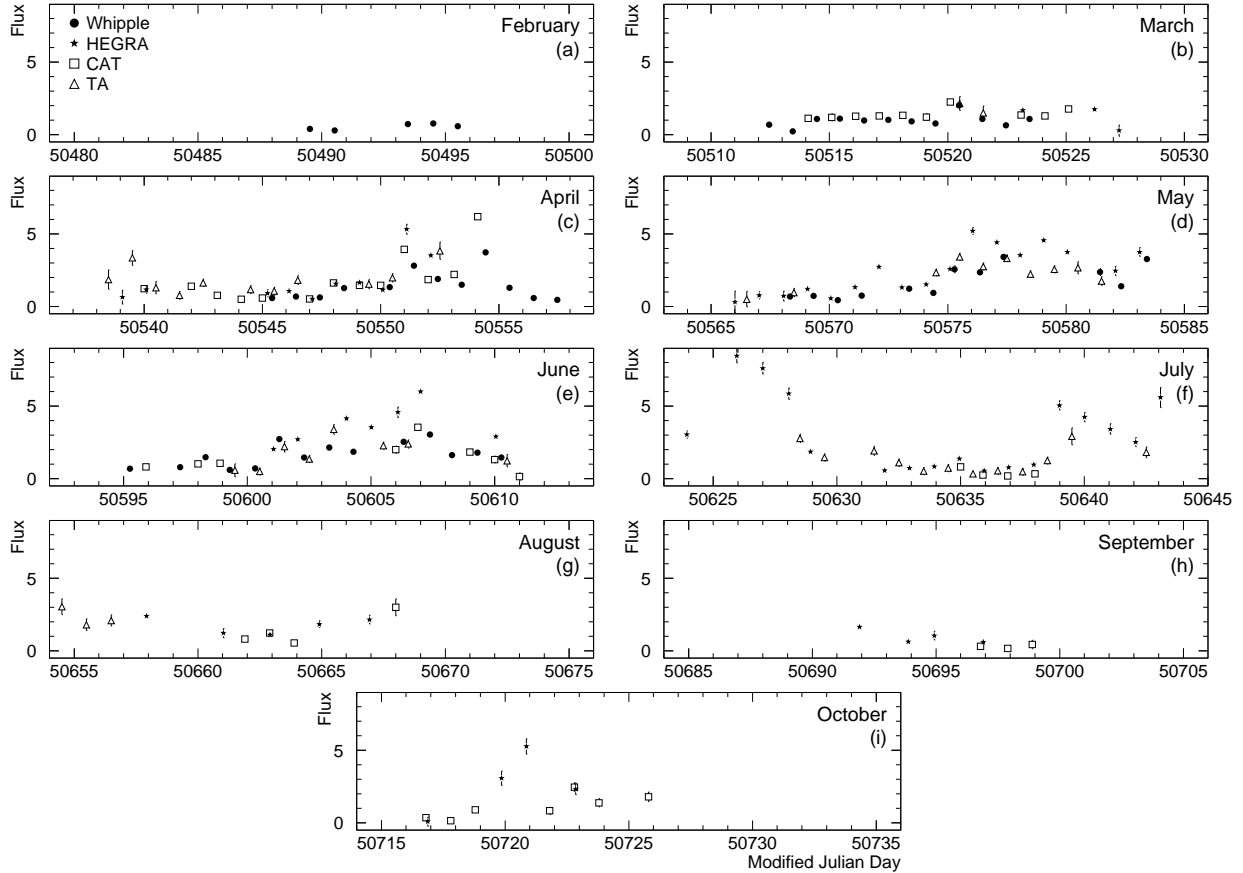 Flux
0
5
50480
50485
50490
50495
50500
February
(a)
Whipple
HEGRA
CAT
TA
Flux
0
5
50510
50515
50520
50525
50530
March
(b)
Flux
0
5
50540
50545
50550
50555
April
(c)
Flux
0
5
50565
50570
50575
50580
50585
May
(d)
Flux
0
5
50595
50600
50605
50610
June
(e)
Flux
0
5
50625
50630
50635
50640
50645
July
(f)
Flux
0
5
50655
50660
50665
50670
50675
August
(g)
Flux
0
5
50685
50690
50695
50700
50705
September
(h)
Flux
0
5
50715
50720
50725
50730
50735
October
(i)
Modified Julian Day